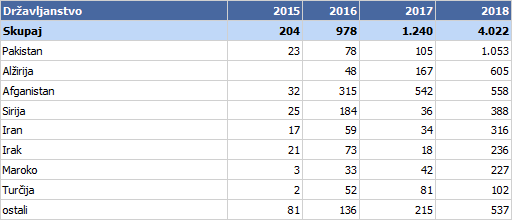 Državljanstvo 2015 2016 2017 2018
Skupaj 204 978 1.240 4.022
Pakistan 23 78 105 1.053
Alžirija 48 167 605
Afganistan 32 315 542 558
Sirija 25 184 36 388
Iran 17 59 34 316
Irak 21 73 18 236
Maroko 3 33 42 227
Turčija 2 52 81 102
ostali 81 136 215 537